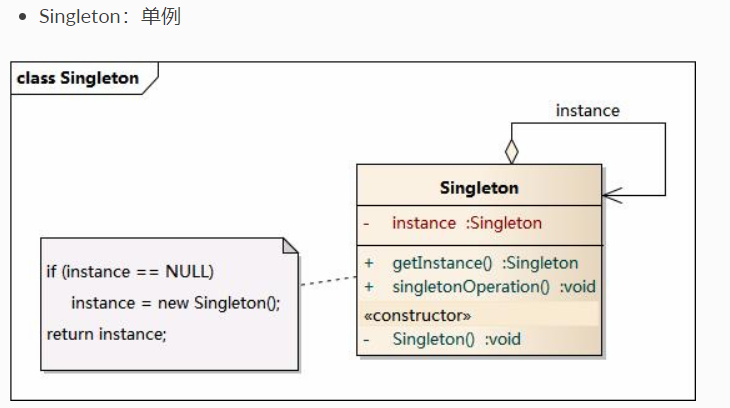 Singleton：单例
class Singleton
instance
Singleton
- instance :Singleton
+ getInstance() :Singleton
+ singletonOperation() :void
«constructor»
- Singleton() :void
if (instance == NULL)
instance = new Singleton();
return instance;